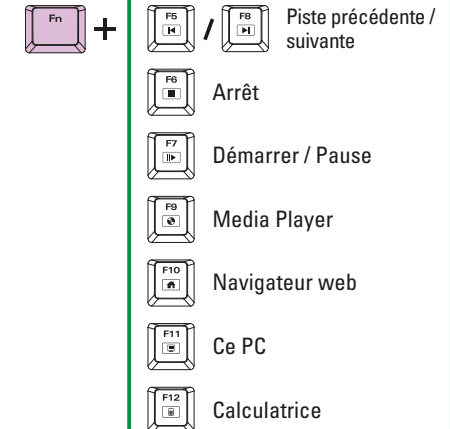 Fn + F5 / F8 Piste précédente /
suivante
F6 Arrêt
F7 Démarrer / Pause
F9 Media Player
F10 Navigateur web
F11 Ce PC
F12 Calculatrice